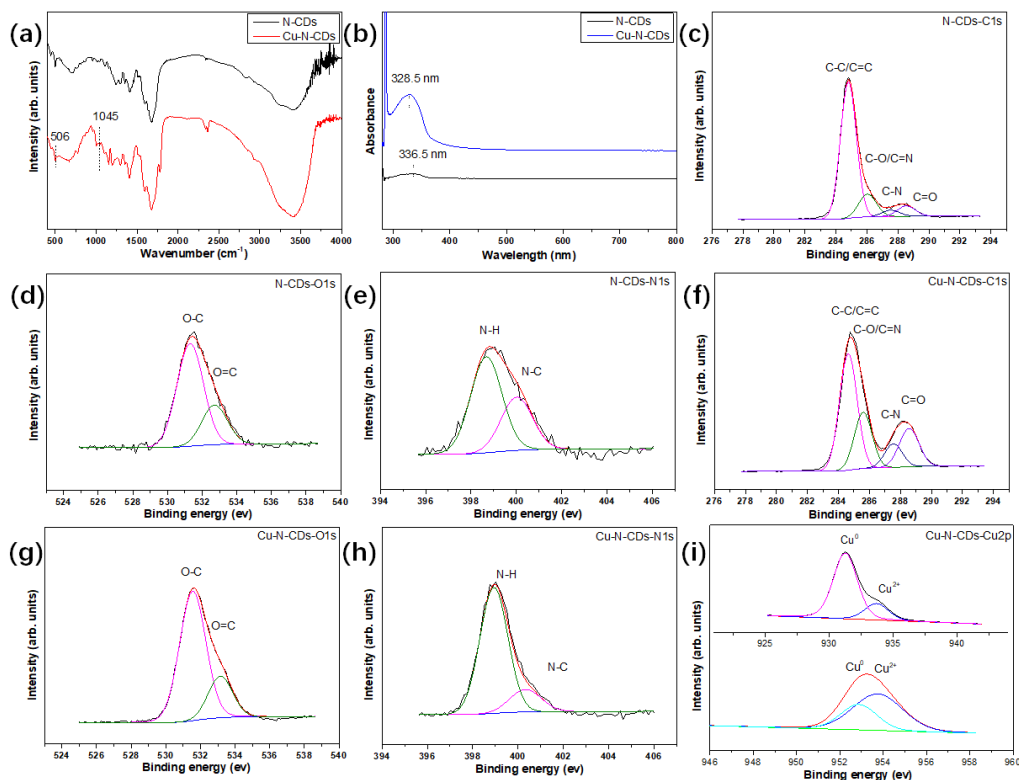 (a)
N-CDs
Cu-N-CDs
506
1045
Intensity (arb. units)
500 1000 1500 2000 2500 3000 3500 4000
Wavenumber (cm-1)
(b)
N-CDs
Cu-N-CDs
328.5 nm
336.5 nm
Absorbance
300 400 500 600 700 800
Wavelength (nm)
(c)
N-CDs-C1s
C-C/C=C
C-O/C=N
C-N
C=O
Intensity (arb. units)
276 278 280 282 284 286 288 290 292 294
Binding energy (ev)
(d)
N-CDs-O1s
O-C
O=C
Intensity (arb. units)
524 526 528 530 532 534 536 538 540
Binding energy (ev)
(e)
N-CDs-N1s
N-H
N-C
Intensity (arb. units)
394 396 398 400 402 404 406
Binding energy (ev)
(f)
Cu-N-CDs-C1s
C-C/C=C
C-O/C=N
C-N
C=O
Intensity (arb. units)
276 278 280 282 284 286 288 290 292 294
Binding energy (ev)
(g)
Cu-N-CDs-O1s
O-C
O=C
Intensity (arb. units)
524 526 528 530 532 534 536 538 540
Binding energy (ev)
(h)
Cu-N-CDs-N1s
N-H
N-C
Intensity (arb. units)
394 396 398 400 402 404 406
Binding energy (ev)
(i)
Cu-N-CDs-Cu2p
Cu0
Cu2+
925 930 935 940
Cu0 Cu2+
Intensity (arb. units)
946 948 950 952 954 956 958 960
Binding energy (ev)